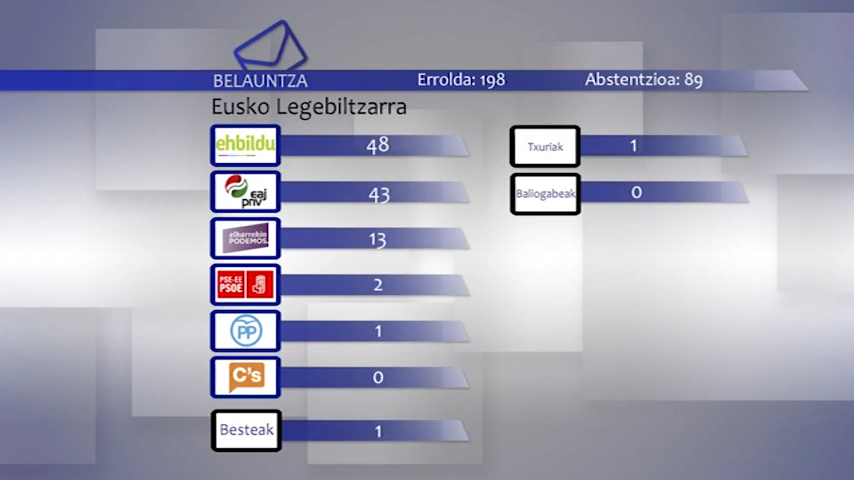 BELAUNTZA Errolda: 198 Abstentzioa: 89
Eusko Legebiltzarra
ehbildu 48 Txuriak 1
eaj pnv 43 Baliogabeak 0
elkarrekin PODEMOS. 13
PSE-EE PSOE 2
PP 1
C's 0
Besteak 1